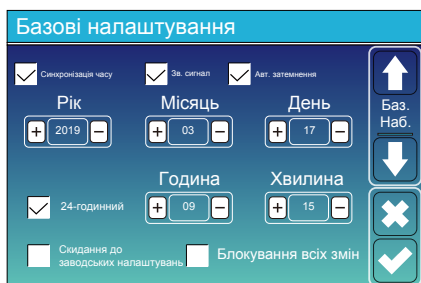 Базові налаштування
Синхронізація часу
Зв. сигнал
Авт. затемнення
Рік
Місяць
День
+ 2019 −
+ 03 −
+ 17 −
Баз.
Наб.
Година
Хвилина
24-годинний
+ 09 −
+ 15 −
Скидання до
заводських налаштувань
Блокування всіх змін